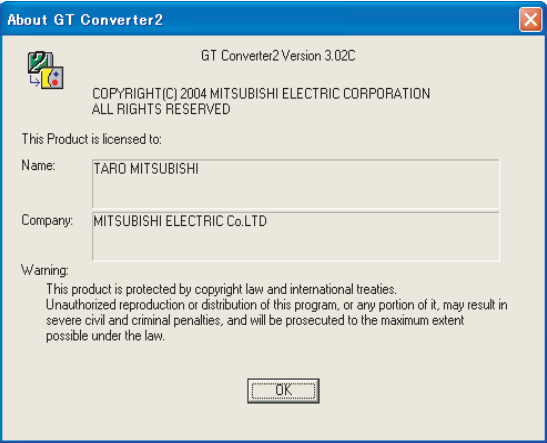 About GT Converter2
GT Converter2 Version 3.02C
COPYRIGHT(C) 2004 MITSUBISHI ELECTRIC CORPORATION
ALL RIGHTS RESERVED
This Product is licensed to:
Name:
TARO MITSUBISHI
Company:
MITSUBISHI ELECTRIC Co.LTD
Warning:
This product is protected by copyright law and international treaties.
Unauthorized reproduction or distribution of this program, or any portion of it, may result in
severe civil and criminal penalties, and will be prosecuted to the maximum extent
possible under the law.
OK